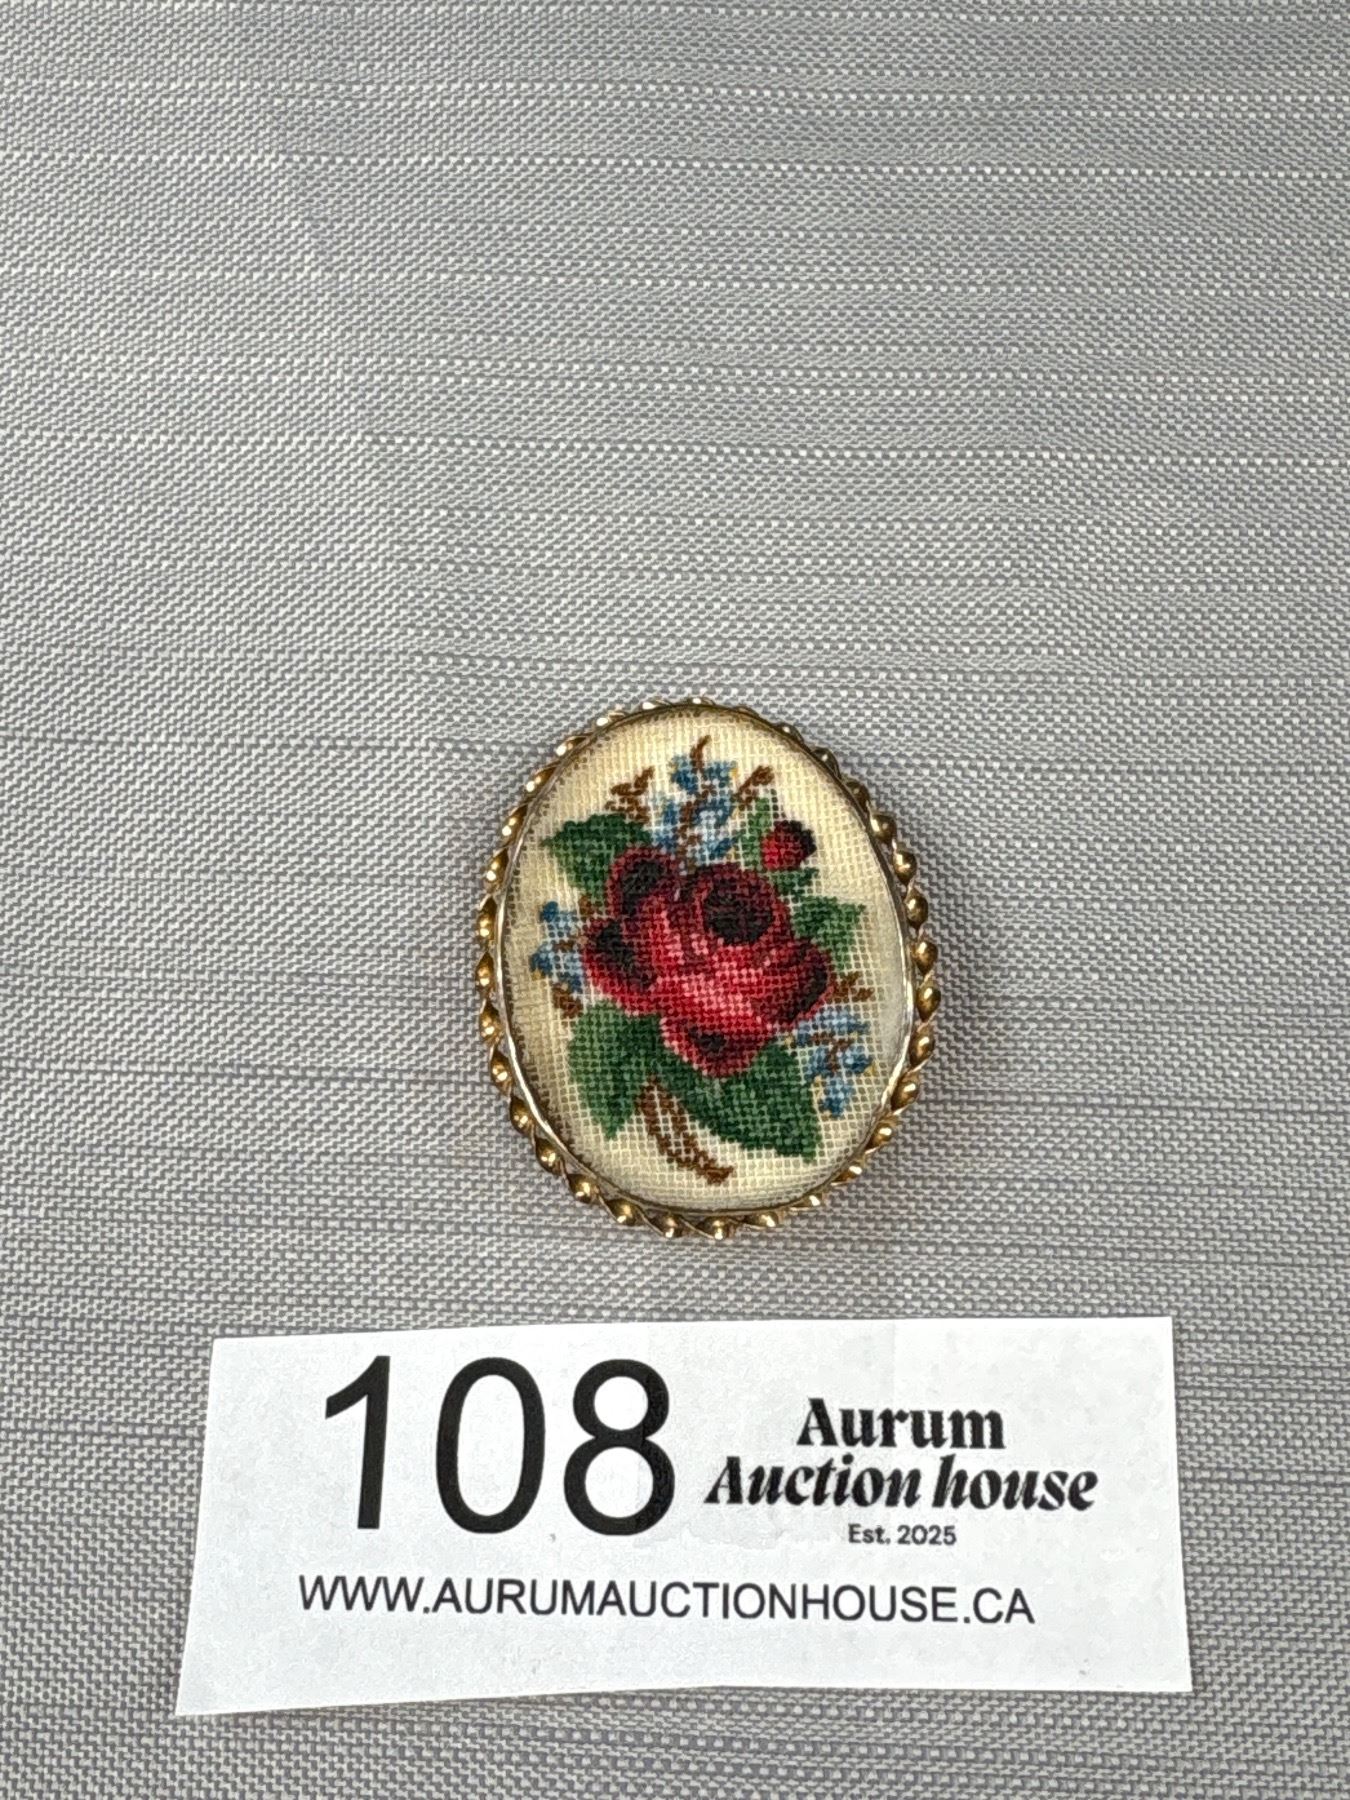 108
Aurum
Auction house
Est. 2025
WWW.AURUMAUCTIONHOUSE.CA